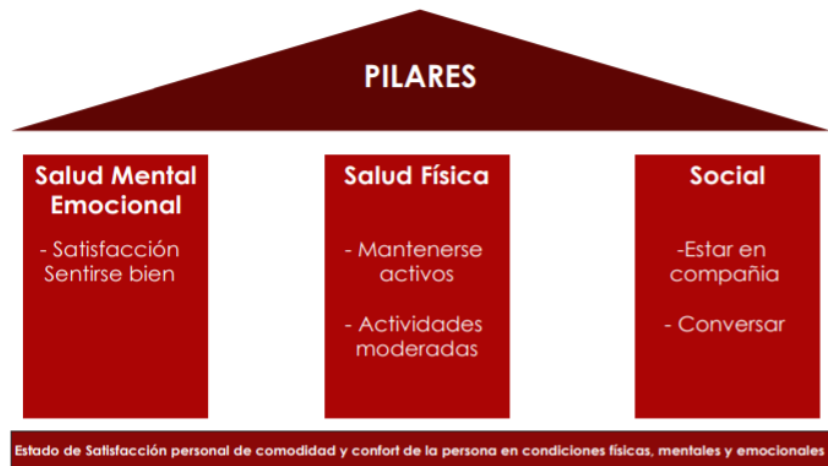 PILARES
Salud Mental
Emocional
- Satisfacción
Sentirse bien
Salud Física
- Mantenerse
activos
- Actividades
moderadas
Social
-Estar en
compañia
- Conversar
Estado de Satisfacción personal de comodidad y confort de la persona en condiciones físicas, mentales y emocionales